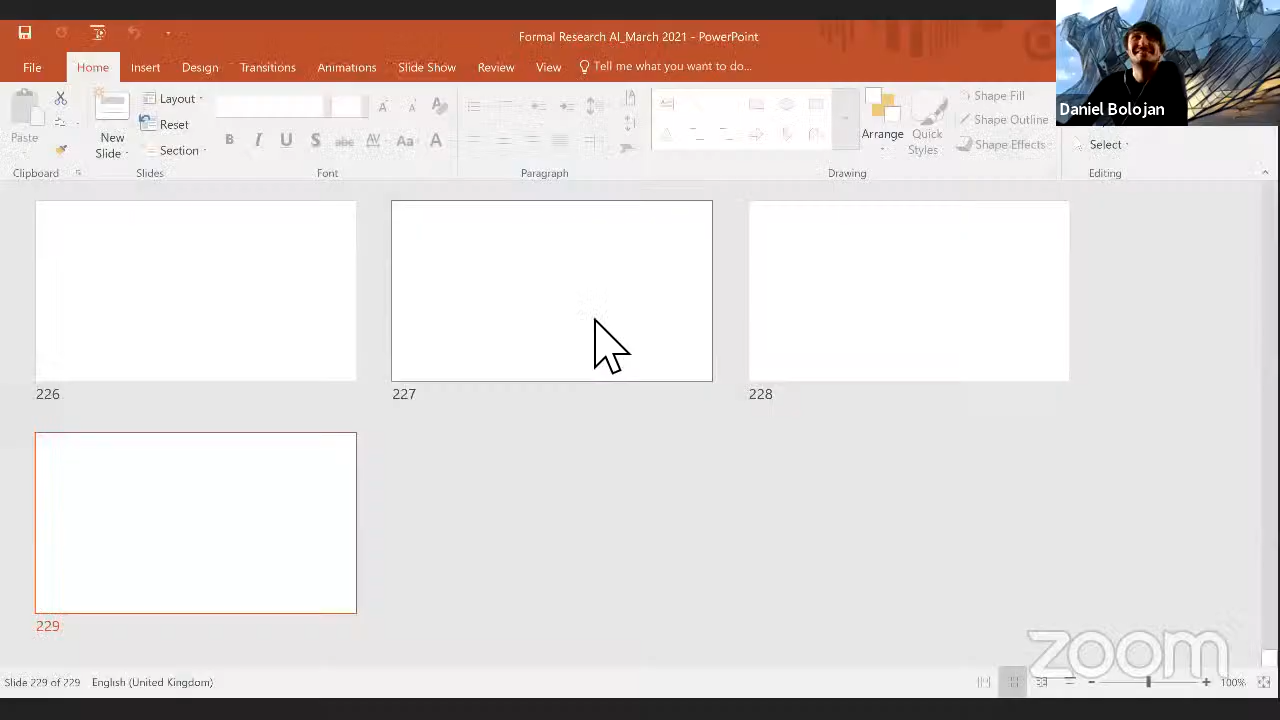 Formal Research AI_March 2021 - PowerPoint
File Home Insert Design Transitions Animations Slide Show Review View Tell me what you want to do...
Daniel Bolojan
Paste
New Slide
Layout
Reset
Section
B I U S abc AV Aa A
Arrange
Quick Styles
Shape Fill
Shape Outline
Shape Effects
Select
Clipboard Slides Font Paragraph Drawing Editing
226 227 228
229
zoom
Slide 229 of 229 English (United Kingdom) 100%